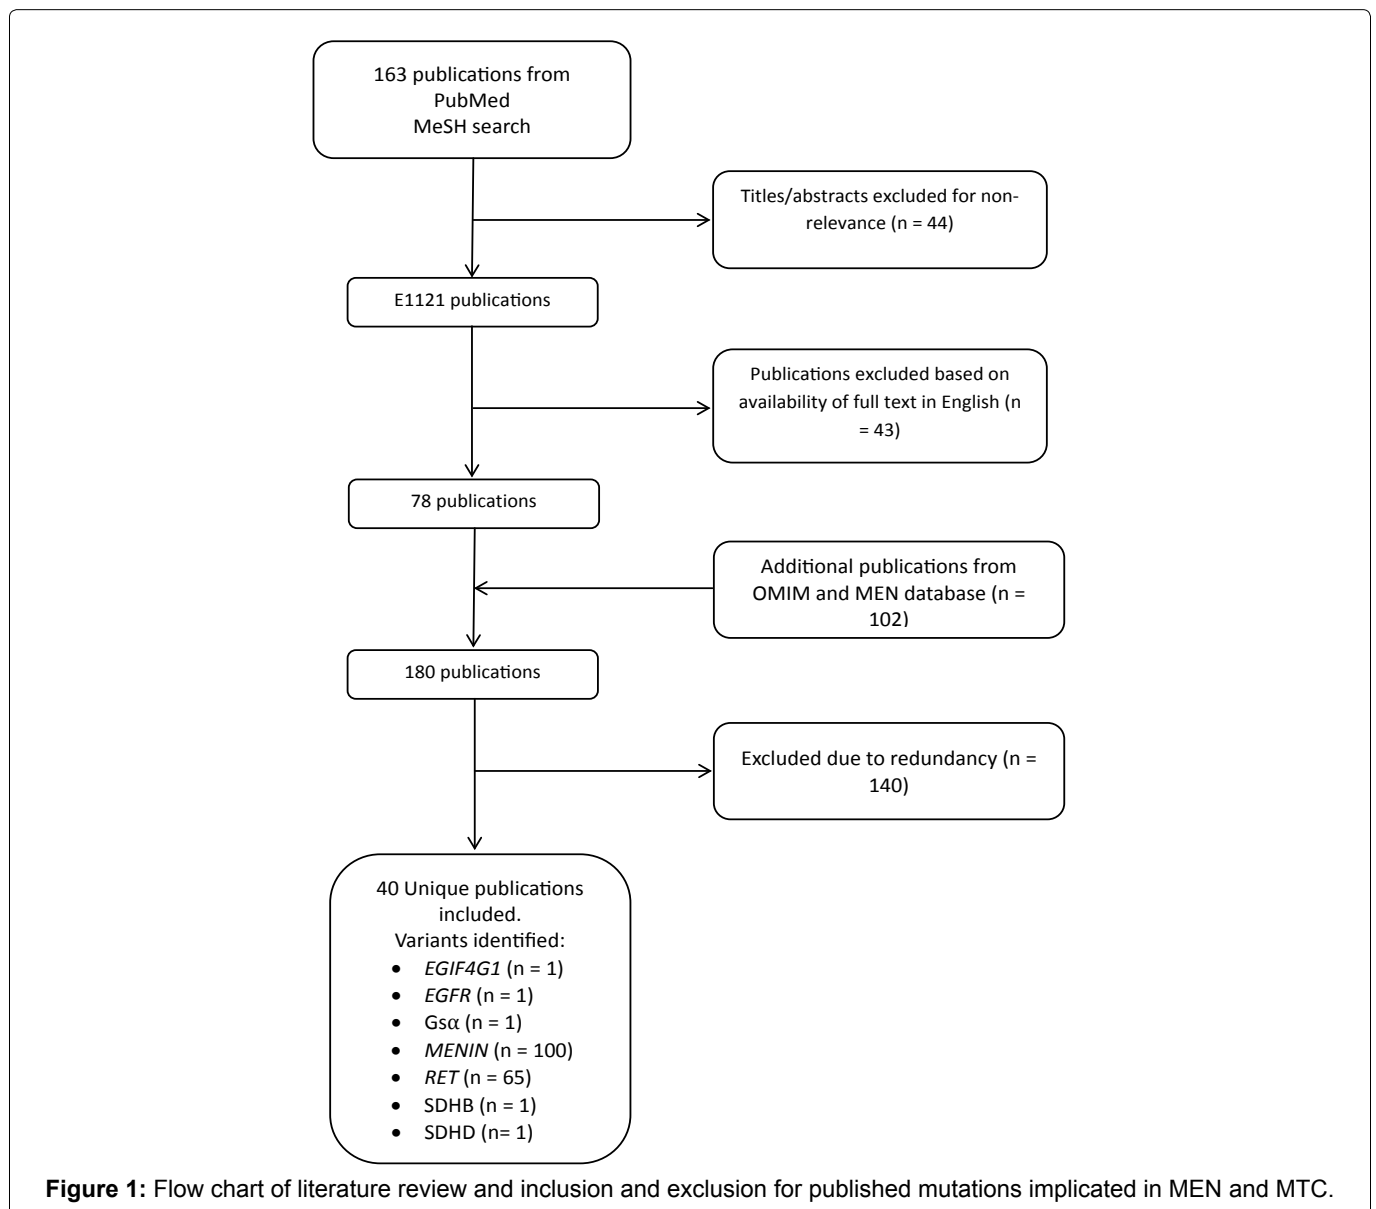 163 publications from
PubMed
MeSH search
Titles/abstracts excluded for non-
relevance (n = 44)
E1121 publications
Publications excluded based on
availability of full text in English (n
= 43)
78 publications
Additional publications from
OMIM and MEN database (n =
102)
180 publications
Excluded due to redundancy (n =
140)
40 Unique publications
included.
Variants identified:
• EGIF4G1 (n = 1)
• EGFR (n = 1)
• Gsα (n = 1)
• MENIN (n = 100)
• RET (n = 65)
• SDHB (n = 1)
• SDHD (n= 1)
Figure 1: Flow chart of literature review and inclusion and exclusion for published mutations implicated in MEN and MTC.